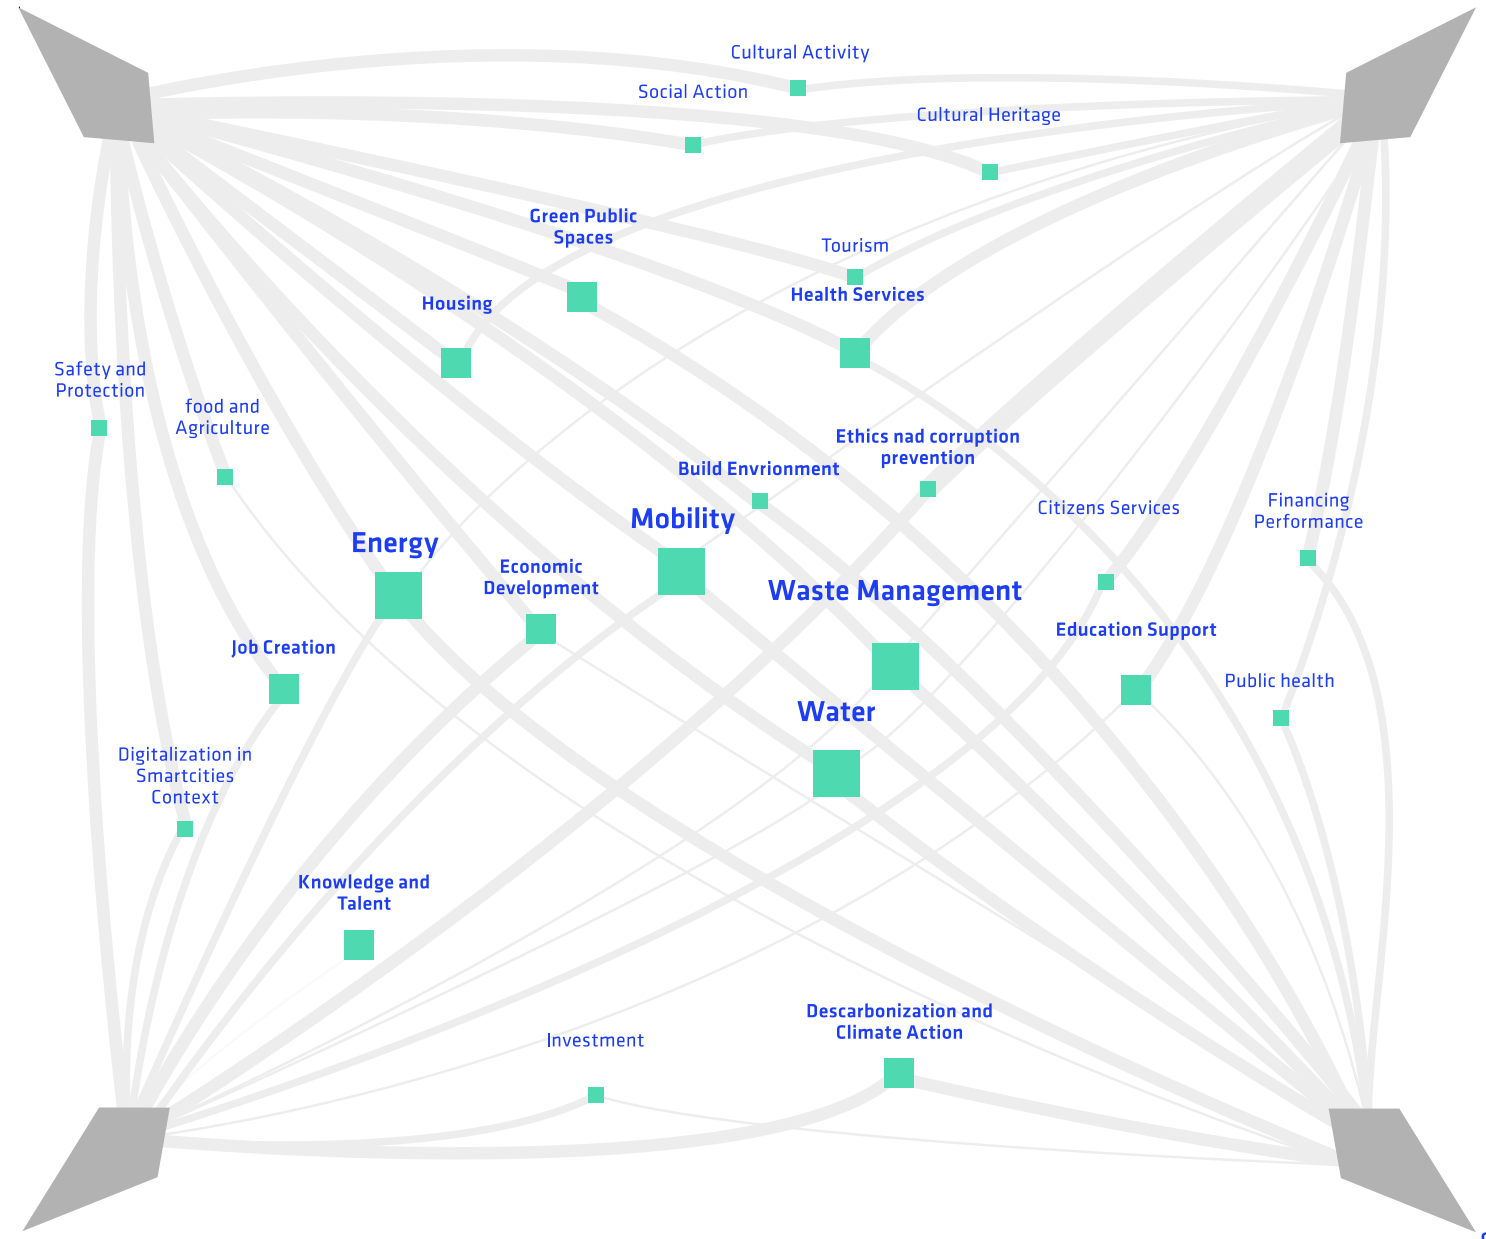 Cultural Activity
Social Action
Cultural Heritage
Green Public
Spaces
Tourism
Health Services
Housing
Safety and
Protection
food and
Agriculture
Ethics nad corruption
prevention
Build Envrionment
Citizens Services
Financing
Performance
Mobility
Energy
Economic
Development
Waste Management
Education Support
Job Creation
Public health
Water
Digitalization in
Smartcities
Context
Knowledge and
Talent
Descarbonization and
Climate Action
Investment